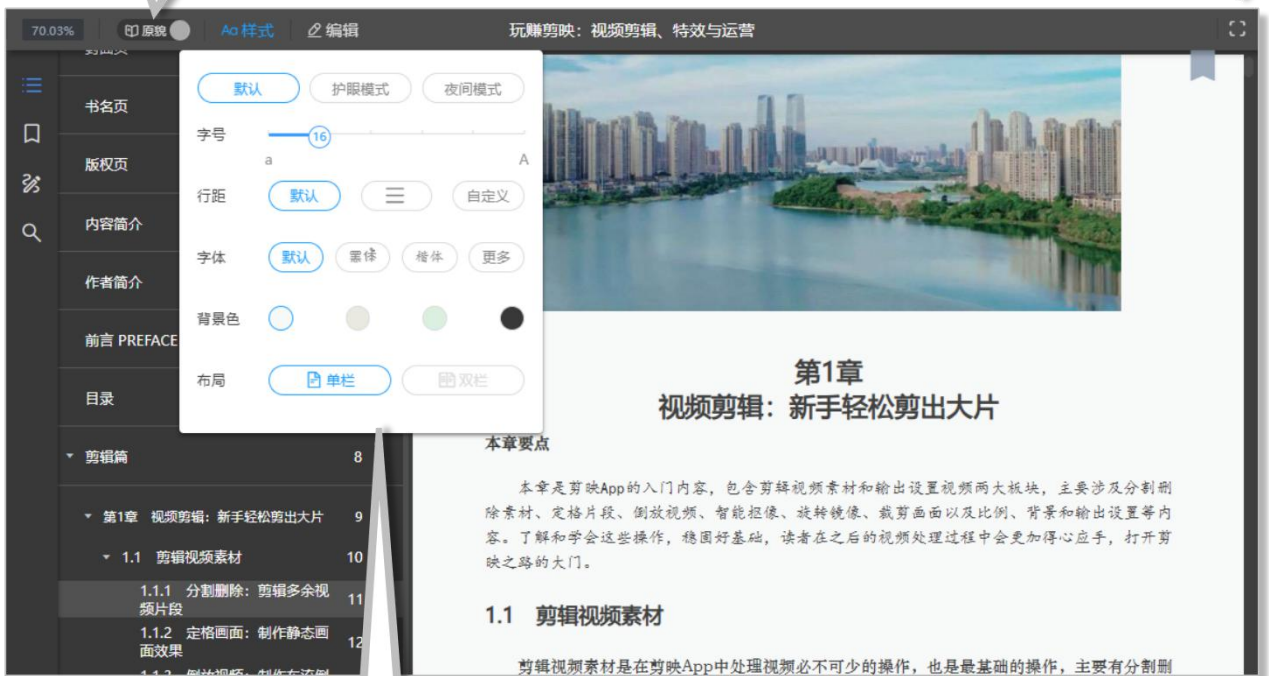 70.03%
原貌
Aa 样式
编辑
玩赚剪映：视频剪辑、特效与运营
书名页
版权页
内容简介
作者简介
前言 PREFACE
目录
剪辑篇 8
第1章 视频剪辑：新手轻松剪出大片 9
1.1 剪辑视频素材 10
1.1.1 分割删除：剪辑多余视
频片段 11
1.1.2 定格画面：制作静态画
面效果 12
默认 护眼模式 夜间模式
字号 16
a A
行距 默认 自定义
字体 默认 楷体 更多
背景色
布局 单栏 双栏
第1章
视频剪辑：新手轻松剪出大片
本章要点
本章是剪映App的入门内容，包含剪辑视频素材和输出设置视频两大板块，主要涉及分割删
除素材、定格片段、倒放视频、智能抠像、旋转镜像、裁剪画面以及比例、背景和输出设置等内
容。了解和学会这些操作，稳固好基础，读者在之后的视频处理过程中会更加得心应手，打开剪
映之路的大门。
1.1 剪辑视频素材
剪辑视频素材是在剪映App中处理视频必不可少的操作，也是最基础的操作，主要有分割删